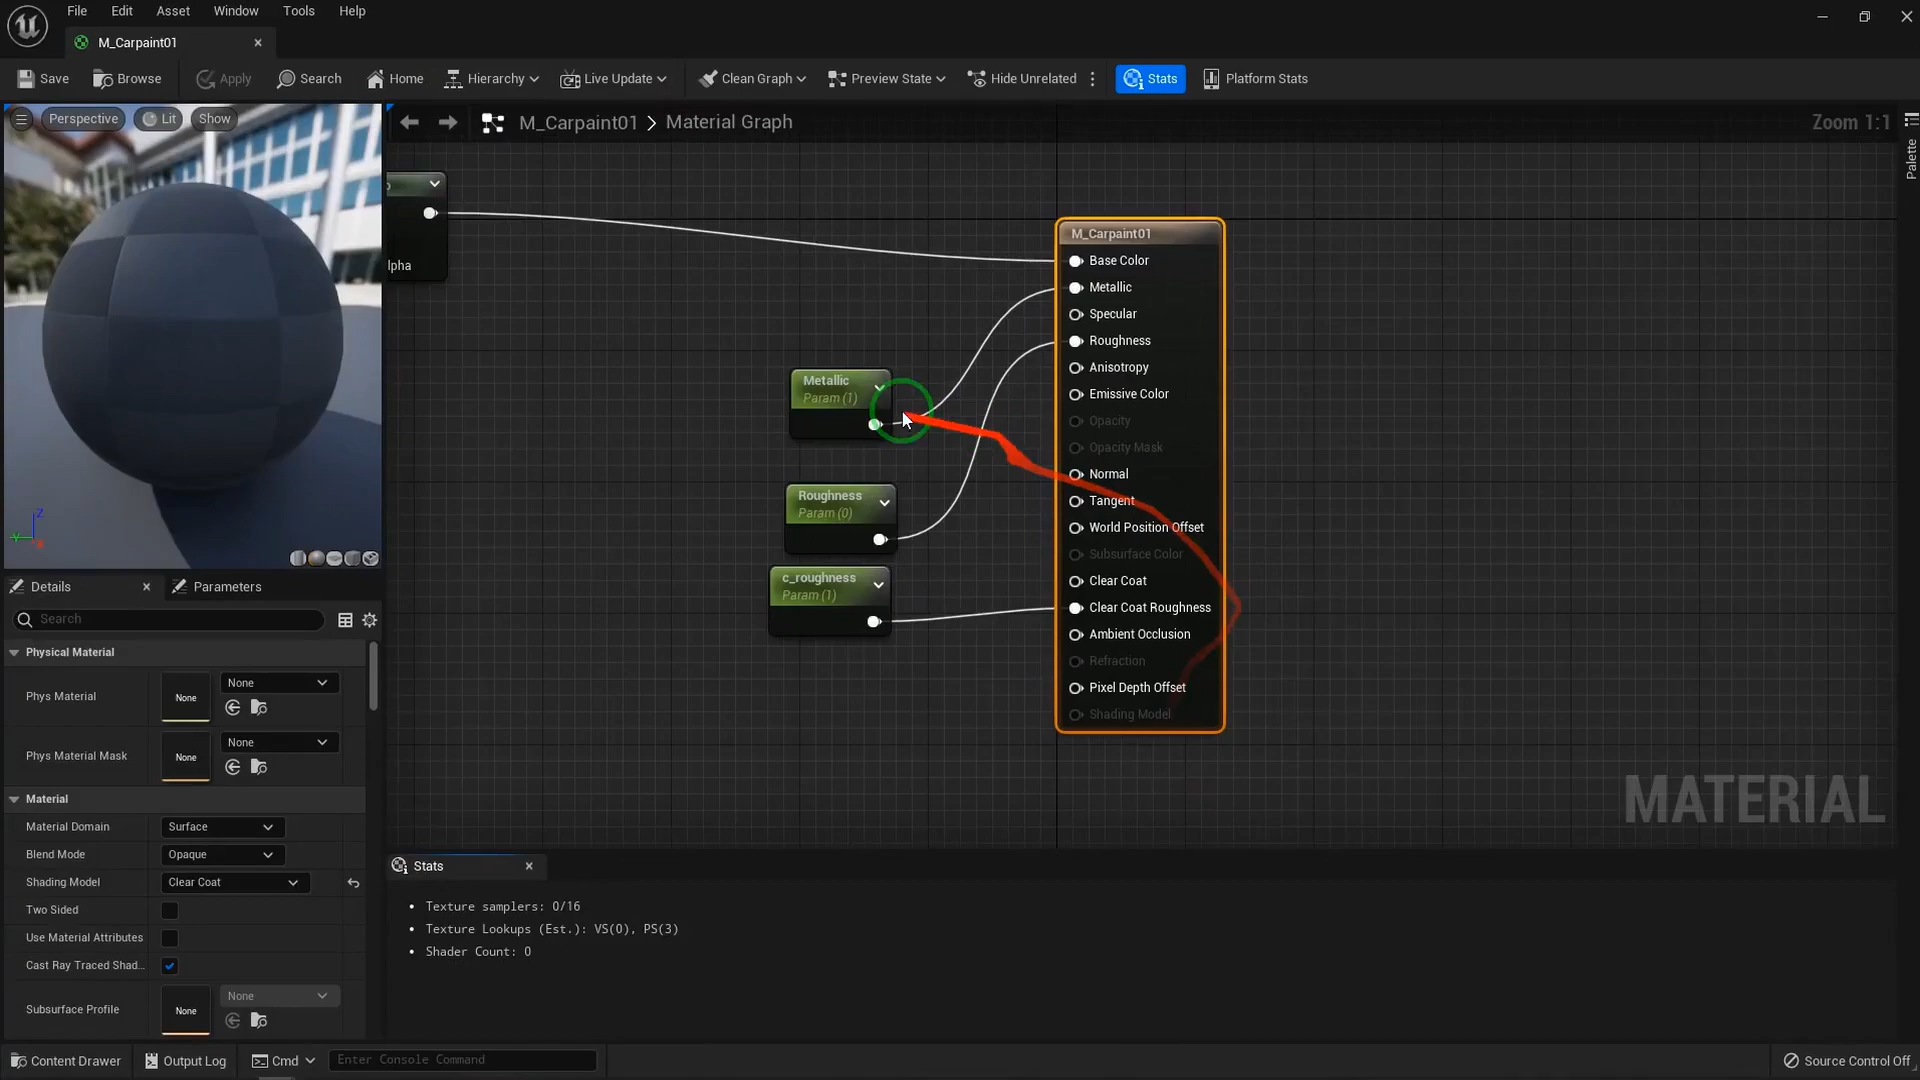 File Edit Asset Window Tools Help
M_Carpaint01
Save Browse Apply Search Home Hierarchy Live Update Clean Graph Preview State Hide Unrelated Stats Platform Stats
Perspective Lit Show
M_Carpaint01 > Material Graph
Zoom 1:1
Palette
lpha
M_Carpaint01
Base Color
Metallic
Specular
Roughness
Anisotropy
Emissive Color
Opacity
Opacity Mask
Normal
Tangent
World Position Offset
Subsurface Color
Clear Coat
Clear Coat Roughness
Ambient Occlusion
Refraction
Pixel Depth Offset
Shading Model
Metallic
Param (1)
Roughness
Param (0)
c_roughness
Param (1)
MATERIAL
Z
Y
Details Parameters
Search
Physical Material
Phys Material None None
Phys Material Mask None None
Material
Material Domain Surface
Blend Mode Opaque
Shading Model Clear Coat
Two Sided
Use Material Attributes
Cast Ray Traced Shad...
Subsurface Profile None None
Stats
• Texture samplers: 0/16
• Texture Lookups (Est.): VS(0), PS(3)
• Shader Count: 0
Content Drawer Output Log Cmd Enter Console Command Source Control Off